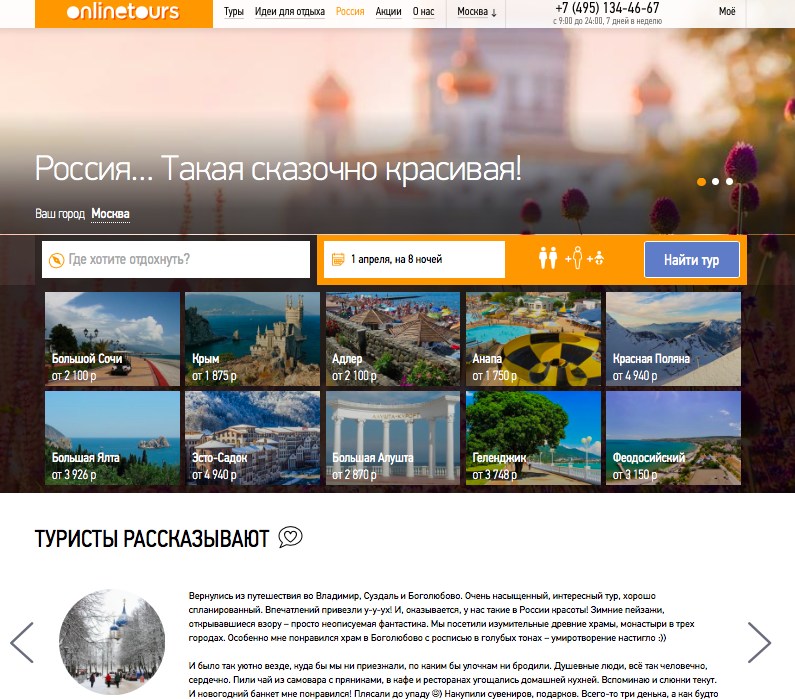 onlinetours
Туры Идеи для отдыха Россия Акции О нас Москва ↓ +7 (495) 134-46-67 Моё
с 9:00 до 24:00, 7 дней в неделю
Россия... Такая сказочно красивая!
Ваш город Москва
Где хотите отдохнуть? 1 апреля, на 8 ночей + + Найти тур
Большой Сочи Крым Адлер Анапа Красная Поляна
от 2 100 р от 1 875 р от 2 100 р от 1 750 р от 4 940 р
АЛУШТА-КУРОРТ
Большая Ялта Эсто-Садок Большая Алушта Геленджик Феодосийский
от 3 926 р от 4 940 р от 2 870 р от 3 748 р от 3 150 р
ТУРИСТЫ РАССКАЗЫВАЮТ
Вернулись из путешествия во Владимир, Суздаль и Боголюбово. Очень насыщенный, интересный тур, хорошо
спланированный. Впечатлений привезли у-у-ух! И, оказывается, у нас такие в России красоты! Зимние пейзажи,
открывавшиеся взору – просто неописуемая фантастика. Мы посетили изумительные древние храмы, монастыри в трех
городах. Особенно мне понравился храм в Боголюбово с росписью в голубых тонах – умиротворение настигло :))
И было так уютно везде, куда бы мы ни приезжали, по каким бы улочкам ни бродили. Душевные люди, всё так человечно,
сердечно. Пили чай из самовара с пряниками, в кафе и ресторанах угощались домашней кухней. Вспоминаю и слюнки текут.
И новогодний банкет мне понравился! Плясали до упаду 😄) Накупили сувениров, подарков. Всего-то три денька, а как будто